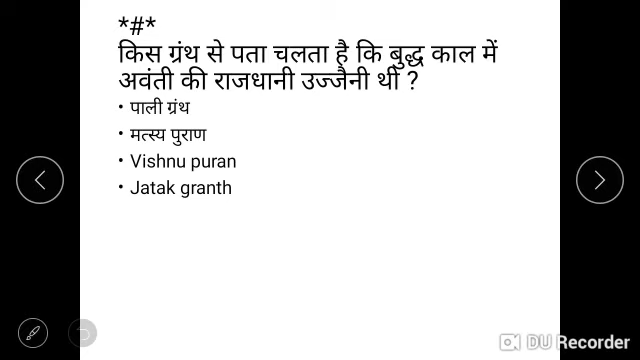 *#*
किस ग्रंथ से पता चलता है कि बुद्ध काल में
अवंती की राजधानी उज्जैनी थी ?
• पाली ग्रंथ
• मत्स्य पुराण
• Vishnu puran
• Jatak granth
DU Recorder